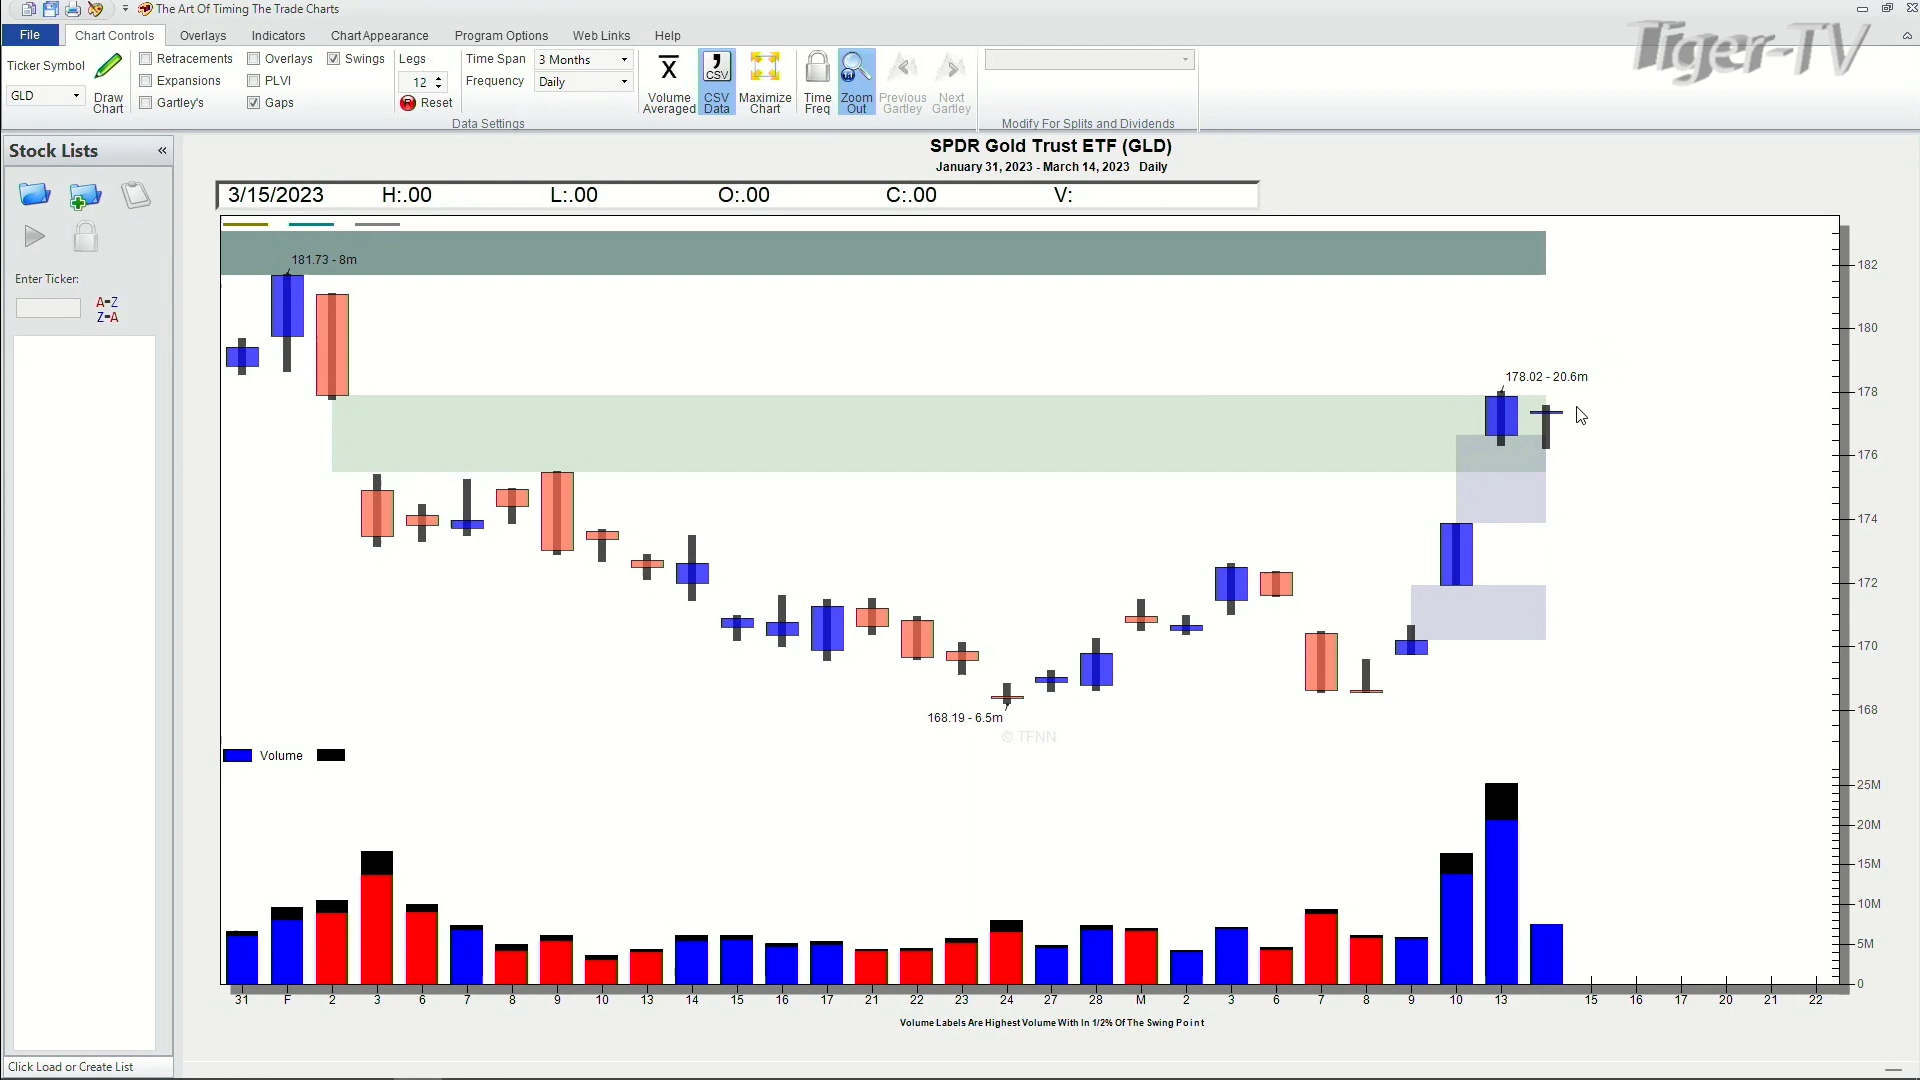 The Art Of Timing The Trade Charts
Tiger-TV
File Chart Controls Overlays Indicators Chart Appearance Program Options Web Links Help
Ticker Symbol
GLD
Draw Chart
Retracements
Expansions
Gartley's
Overlays
PLVI
Gaps
Swings
Legs
12
Reset
Time Span 3 Months
Frequency Daily
Data Settings
Volume Averaged
CSV Data
Maximize Chart
Time Freq
Zoom Out
Previous Gartley
Next Gartley
Modify For Splits and Dividends
Stock Lists
Enter Ticker:
A=Z
Z=A
Click Load or Create List
SPDR Gold Trust ETF (GLD)
January 31, 2023 - March 14, 2023 Daily
3/15/2023 H:.00 L:.00 O:.00 C:.00 V:
181.73 - 8m
178.02 - 20.6m
168.19 - 6.5m
© TFNN
182
180
178
176
174
172
170
168
Volume
25M
20M
15M
10M
5M
0
31 F 2 3 6 7 8 9 10 13 14 15 16 17 21 22 23 24 27 28 M 2 3 6 7 8 9 10 13 15 16 17 20 21 22
Volume Labels Are Highest Volume With In 1/2% Of The Swing Point